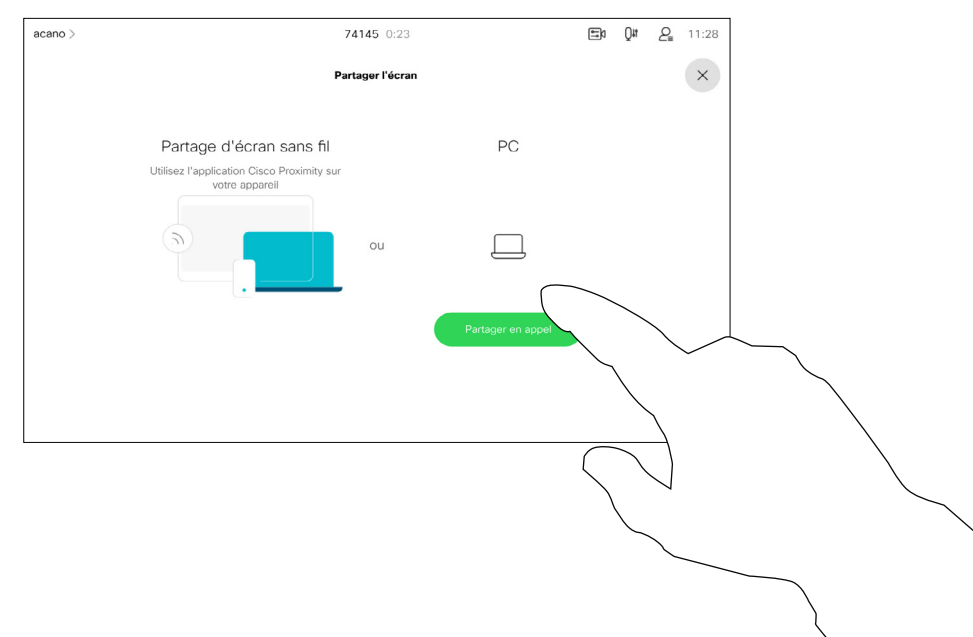 acano >
74145 0:23
11:28
Partager l'écran
Partage d'écran sans fil
Utilisez l'application Cisco Proximity sur
votre appareil
ou
PC
Partager en appel